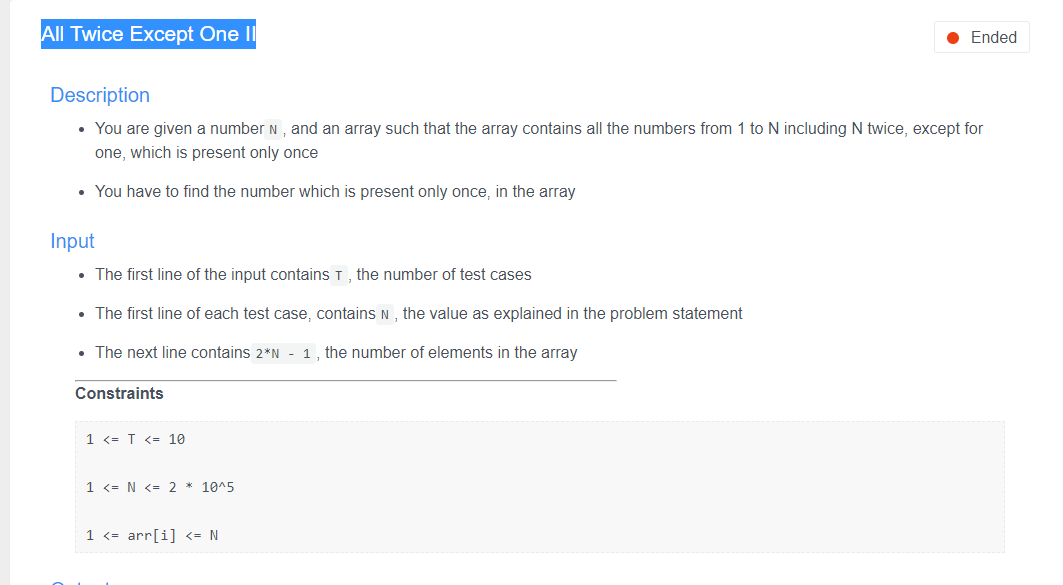 All Twice Except One II
Ended
Description
You are given a number N , and an array such that the array contains all the numbers from 1 to N including N twice, except for
one, which is present only once
You have to find the number which is present only once, in the array
Input
The first line of the input contains T , the number of test cases
The first line of each test case, contains N , the value as explained in the problem statement
The next line contains 2*N - 1 , the number of elements in the array
Constraints
1 <= T <= 10
1 <= N <= 2 * 10^5
1 <= arr[i] <= N